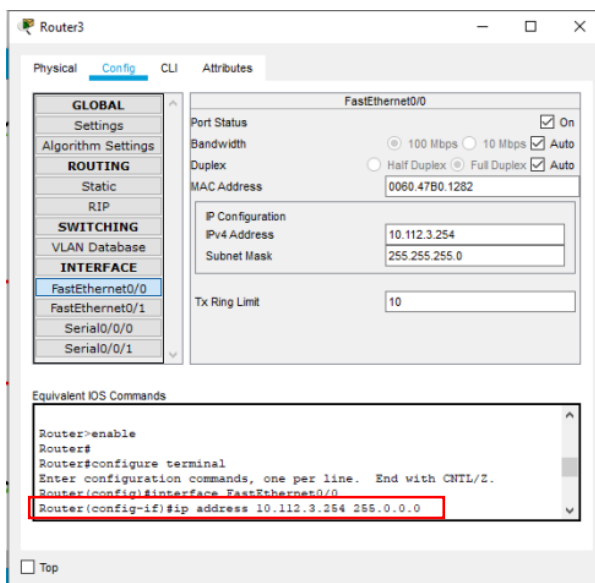 Router3
Physical Config CLI Attributes
GLOBAL
Settings
Algorithm Settings
ROUTING
Static
RIP
SWITCHING
VLAN Database
INTERFACE
FastEthernet0/0
FastEthernet0/1
Serial0/0/0
Serial0/0/1
FastEthernet0/0
Port Status On
Bandwidth 100 Mbps 10 Mbps Auto
Duplex Half Duplex Full Duplex Auto
MAC Address 0060.47B0.1282
IP Configuration
IPv4 Address 10.112.3.254
Subnet Mask 255.255.255.0
Tx Ring Limit 10
Equivalent IOS Commands
Router>enable
Router#
Router#configure terminal
Enter configuration commands, one per line. End with CNTL/Z.
Router(config)#interface FastEthernet0/0
Router(config-if)#ip address 10.112.3.254 255.0.0.0
Top